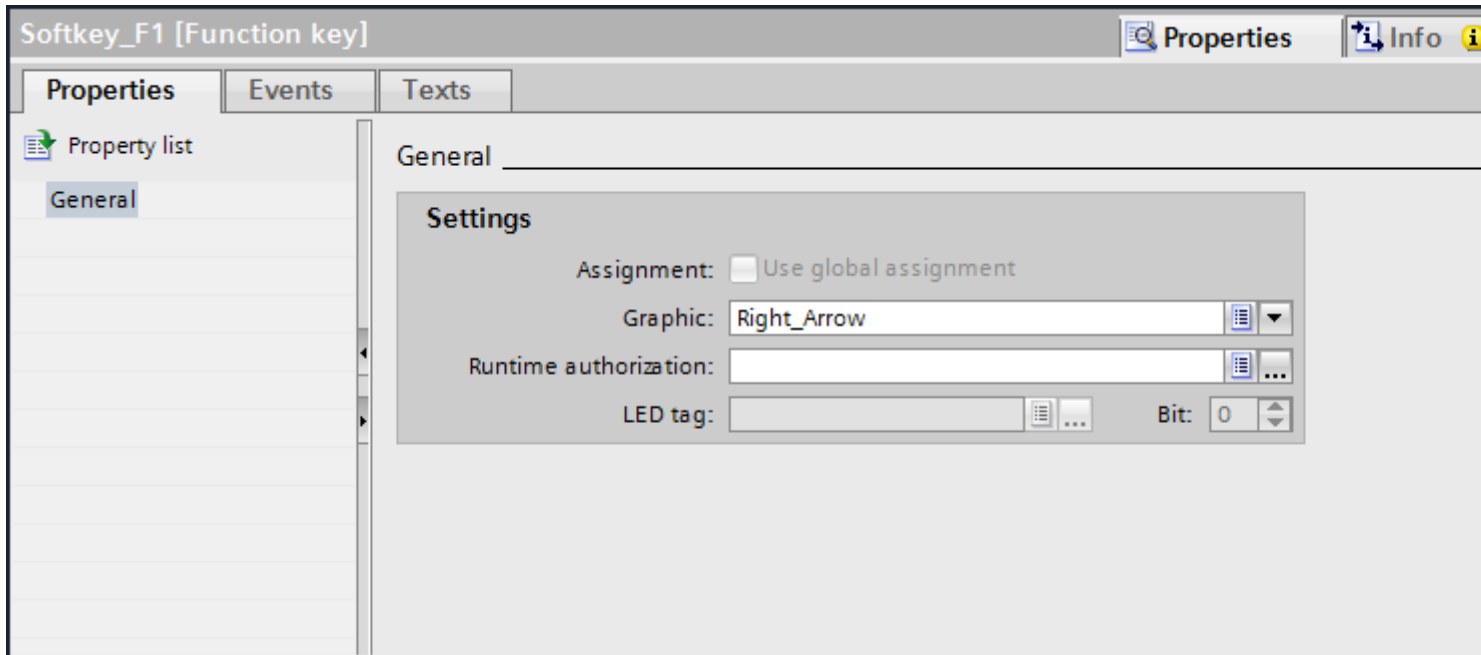 Softkey_F1 [Function key] Properties Info
Properties Events Texts
Property list
General
General
Settings
Assignment: Use global assignment
Graphic: Right_Arrow
Runtime authorization: ...
LED tag: ... Bit: 0